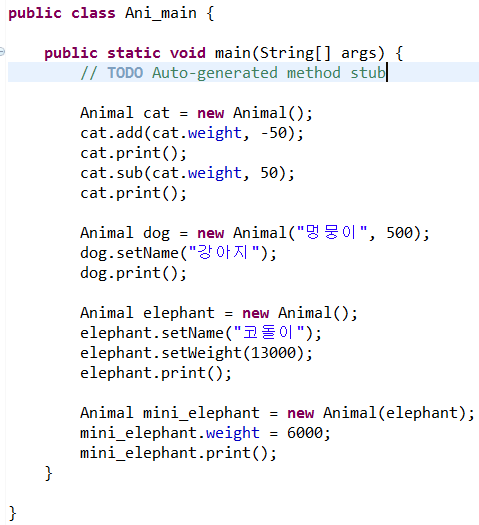 public class Ani_main {
public static void main(String[] args) {
// TODO Auto-generated method stub
Animal cat = new Animal();
cat.add(cat.weight, -50);
cat.print();
cat.sub(cat.weight, 50);
cat.print();
Animal dog = new Animal("멍뭉이", 500);
dog.setName("강아지");
dog.print();
Animal elephant = new Animal();
elephant.setName("코돌이");
elephant.setWeight(13000);
elephant.print();
Animal mini_elephant = new Animal(elephant);
mini_elephant.weight = 6000;
mini_elephant.print();
}
}